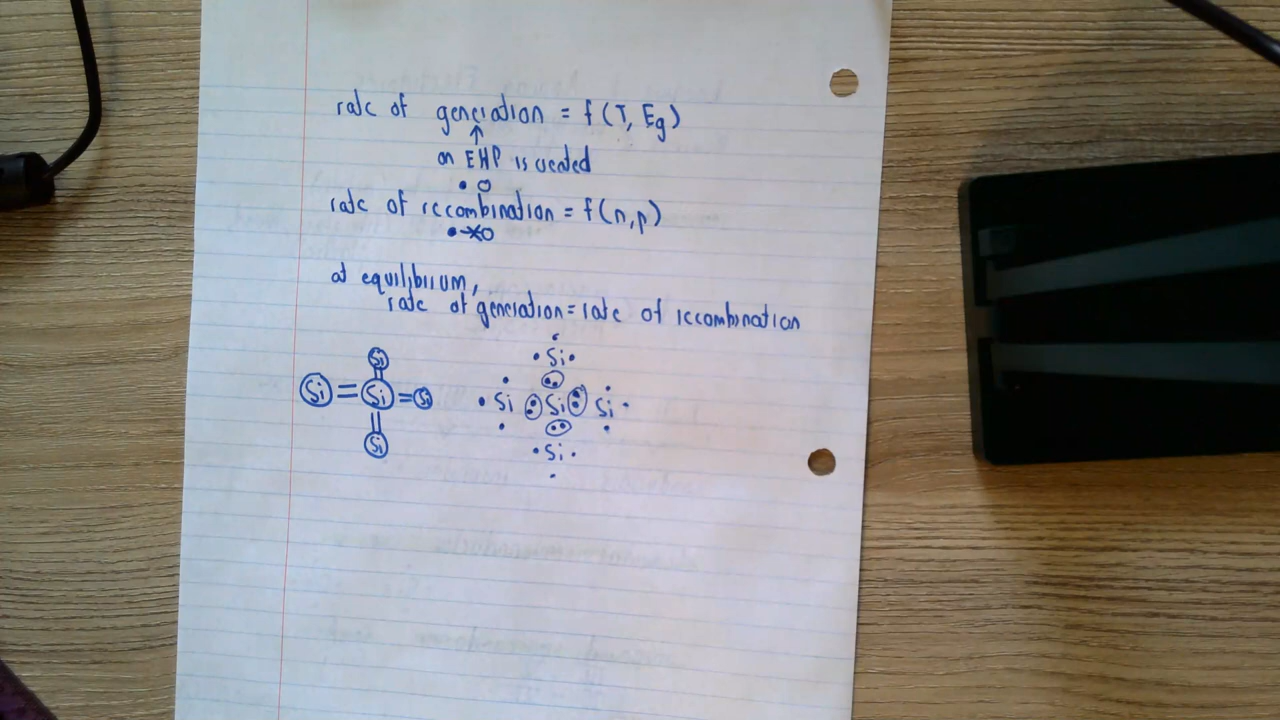 rate of generation = f(T, Eg)
↑
an EHP is created
• o
rate of recombination = f(n,p)
at equilibrium,
rate of generation = rate of recombination
Si
Si = Si = Si
Si
Si
Si Si Si
Si